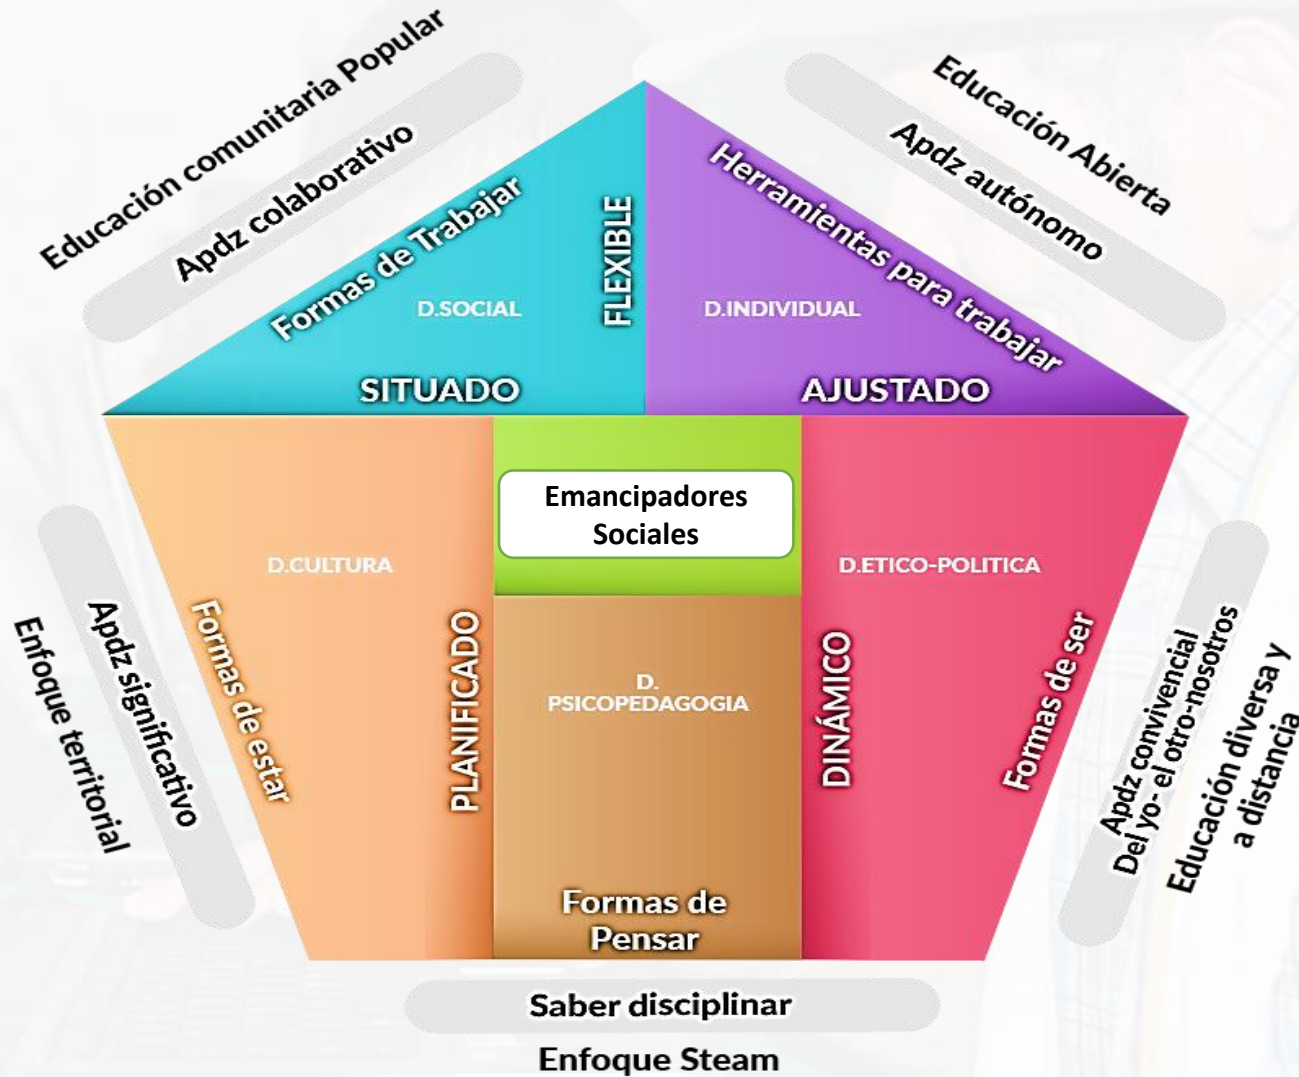 Educación comunitaria Popular
Apdz colaborativo
Formas de Trabajar
D.SOCIAL
FLEXIBLE
SITUADO
Educación Abierta
Apdz autónomo
Herramientas para trabajar
D.INDIVIDUAL
AJUSTADO
Emancipadores
Sociales
D.CULTURA
Formas de estar
PLANIFICADO
Apdz significativo
Enfoque territorial
D.
PSICOPEDAGOGIA
Formas de
Pensar
D.ETICO-POLITICA
DINÁMICO
Formas de ser
Apdz convivencial
Del yo- el otro-nosotros
Educación diversa y
a distancia
Saber disciplinar
Enfoque Steam